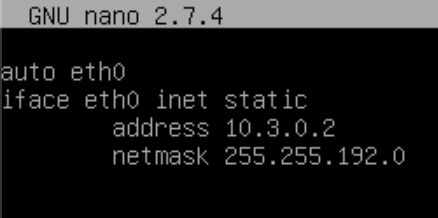 GNU nano 2.7.4
auto eth0
iface eth0 inet static
address 10.3.0.2
netmask 255.255.192.0